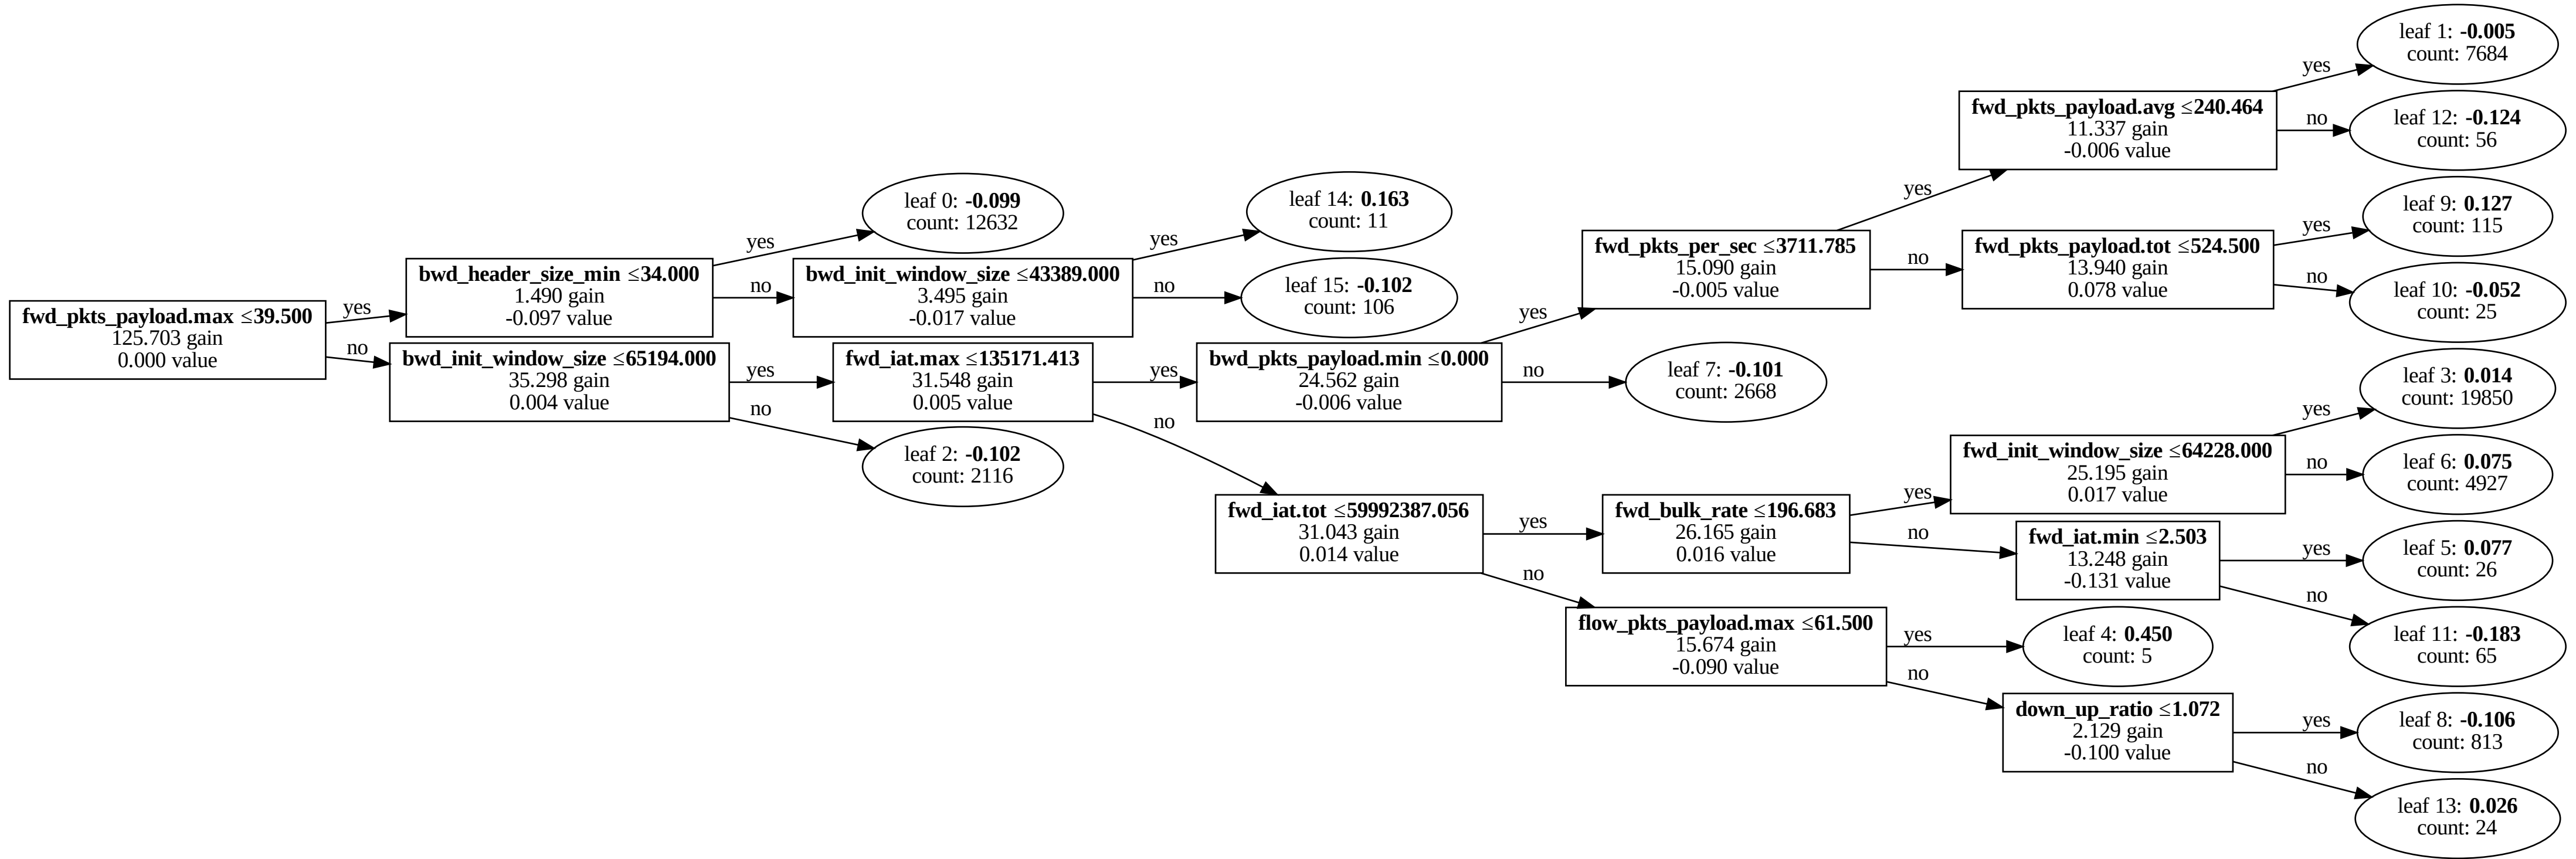 fwd_pkts_payload.max ≤39.500
125.703 gain
0.000 value
yes
no
bwd_header_size_min ≤34.000
1.490 gain
-0.097 value
yes
no
bwd_init_window_size ≤65194.000
35.298 gain
0.004 value
yes
no
leaf 0: -0.099
count: 12632
bwd_init_window_size ≤43389.000
3.495 gain
-0.017 value
yes
no
fwd_iat.max ≤135171.413
31.548 gain
0.005 value
yes
no
leaf 2: -0.102
count: 2116
leaf 14: 0.163
count: 11
leaf 15: -0.102
count: 106
bwd_pkts_payload.min ≤0.000
24.562 gain
-0.006 value
yes
no
fwd_iat.tot ≤59992387.056
31.043 gain
0.014 value
yes
no
fwd_pkts_per_sec ≤3711.785
15.090 gain
-0.005 value
yes
no
leaf 7: -0.101
count: 2668
fwd_bulk_rate ≤196.683
26.165 gain
0.016 value
yes
no
flow_pkts_payload.max ≤61.500
15.674 gain
-0.090 value
yes
no
fwd_pkts_payload.avg ≤240.464
11.337 gain
-0.006 value
yes
no
fwd_pkts_payload.tot ≤524.500
13.940 gain
0.078 value
yes
no
fwd_init_window_size ≤64228.000
25.195 gain
0.017 value
yes
no
fwd_iat.min ≤2.503
13.248 gain
-0.131 value
yes
no
leaf 4: 0.450
count: 5
down_up_ratio ≤1.072
2.129 gain
-0.100 value
yes
no
leaf 1: -0.005
count: 7684
leaf 12: -0.124
count: 56
leaf 9: 0.127
count: 115
leaf 10: -0.052
count: 25
leaf 3: 0.014
count: 19850
leaf 6: 0.075
count: 4927
leaf 5: 0.077
count: 26
leaf 11: -0.183
count: 65
leaf 8: -0.106
count: 813
leaf 13: 0.026
count: 24